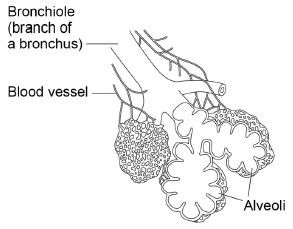 Bronchiole
(branch of
a bronchus)
Blood vessel
Alveoli